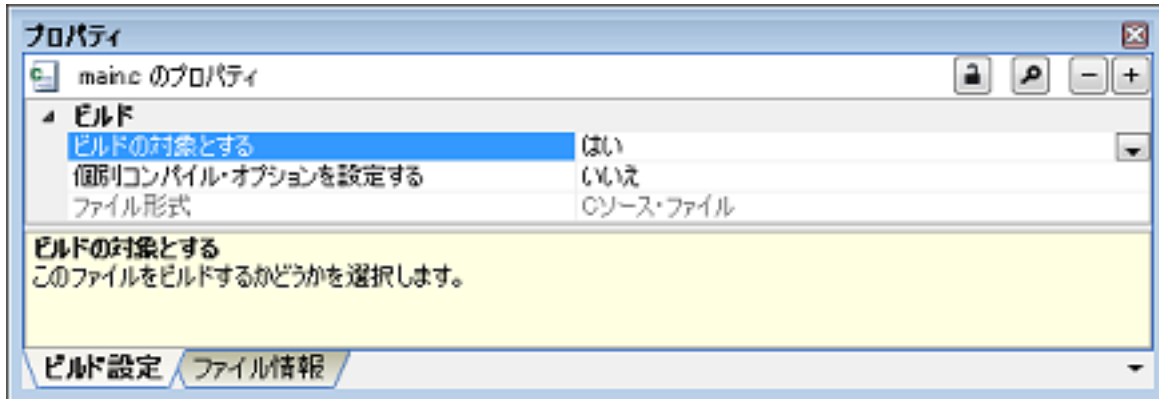 プロパティ
main.c のプロパティ
ビルド
ビルドの対象とする はい
個別コンパイル・オプションを設定する いいえ
ファイル形式 Cソース・ファイル
ビルドの対象とする
このファイルをビルドするかどうかを選択します。
ビルド設定 ファイル情報